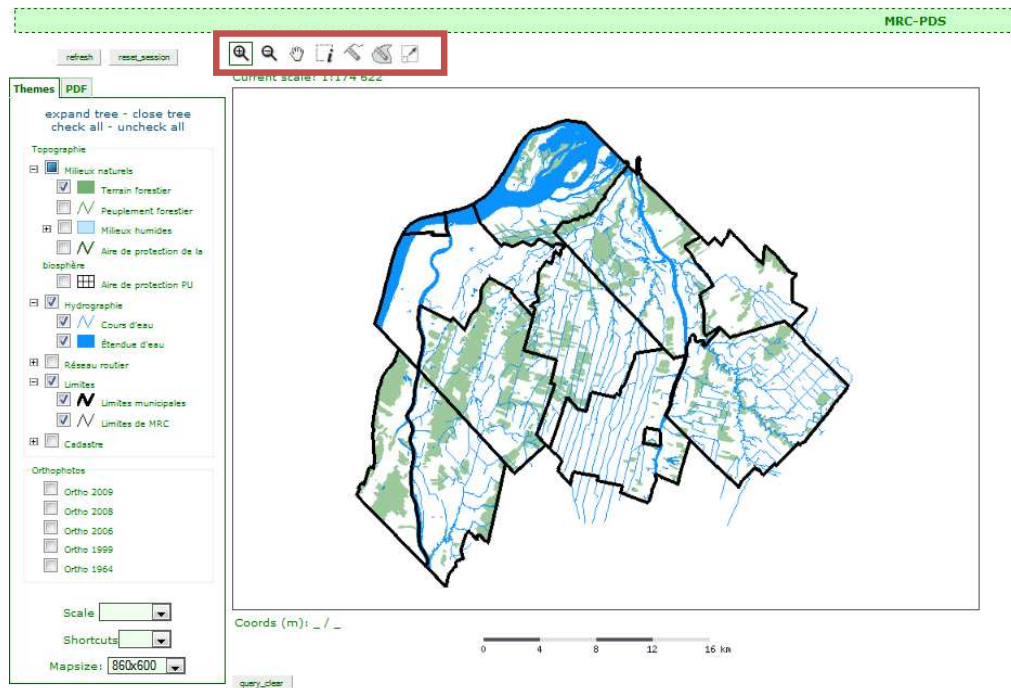 MRC-PDS
refresh reset_session
Current scale: 1:174 622
Themes PDF
expand tree - close tree
check all - uncheck all
Topographie
Milieux naturels
Terrain forestier
Peuplement forestier
Milieux humides
Aire de protection de la
biosphère
Aire de protection PU
Hydrographie
Cours d'eau
Étendue d'eau
Réseau routier
Limites
Limites municipales
Limites de MRC
Cadastre
Orthophotos
Ortho 2009
Ortho 2008
Ortho 2006
Ortho 1999
Ortho 1964
Scale
Shortcuts
Mapsize: 860x600
Coords (m): _ / _
0 4 8 12 16 km
query_clear